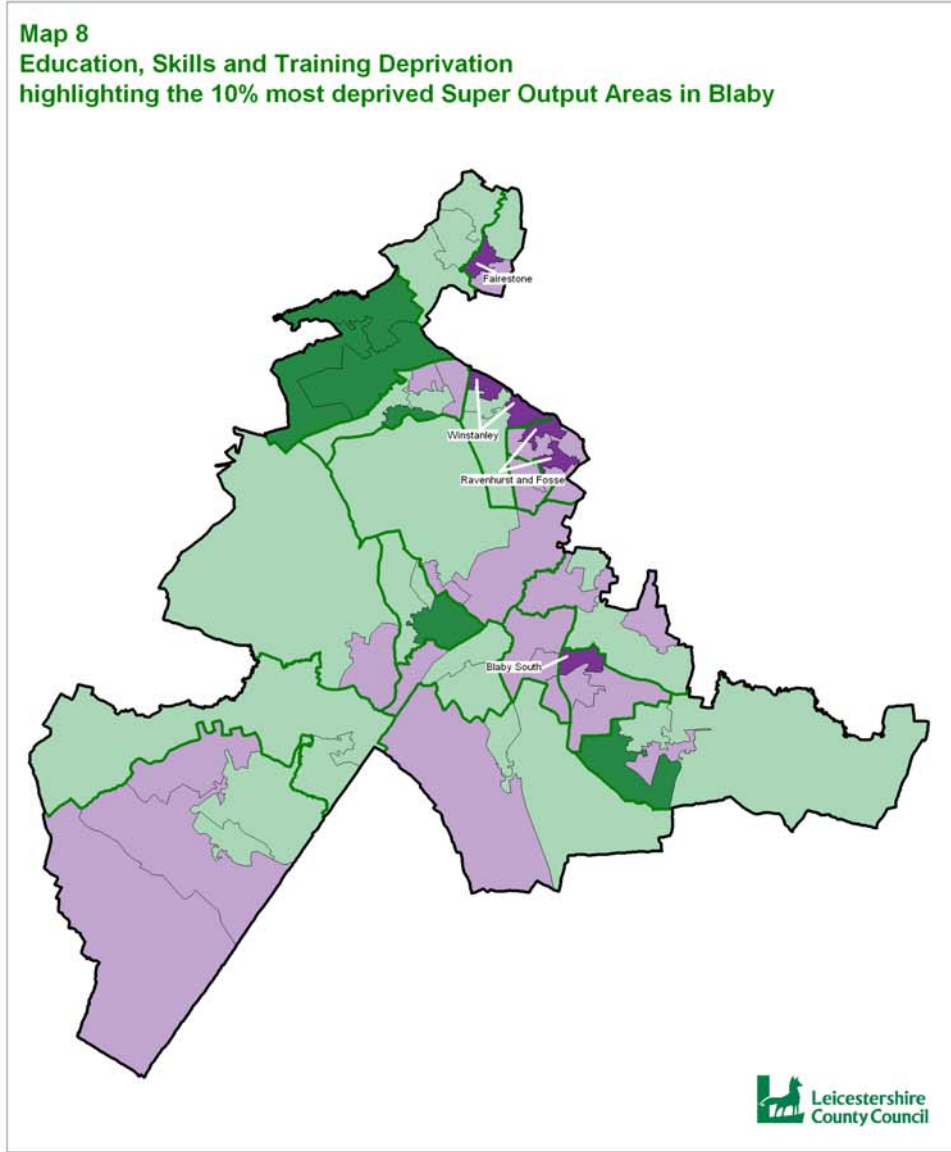 Map 8
Education, Skills and Training Deprivation
highlighting the 10% most deprived Super Output Areas in Blaby
Fairestone
Winstanley
Ravenhurst and Fosse
Blaby South
Leicestershire
County Council